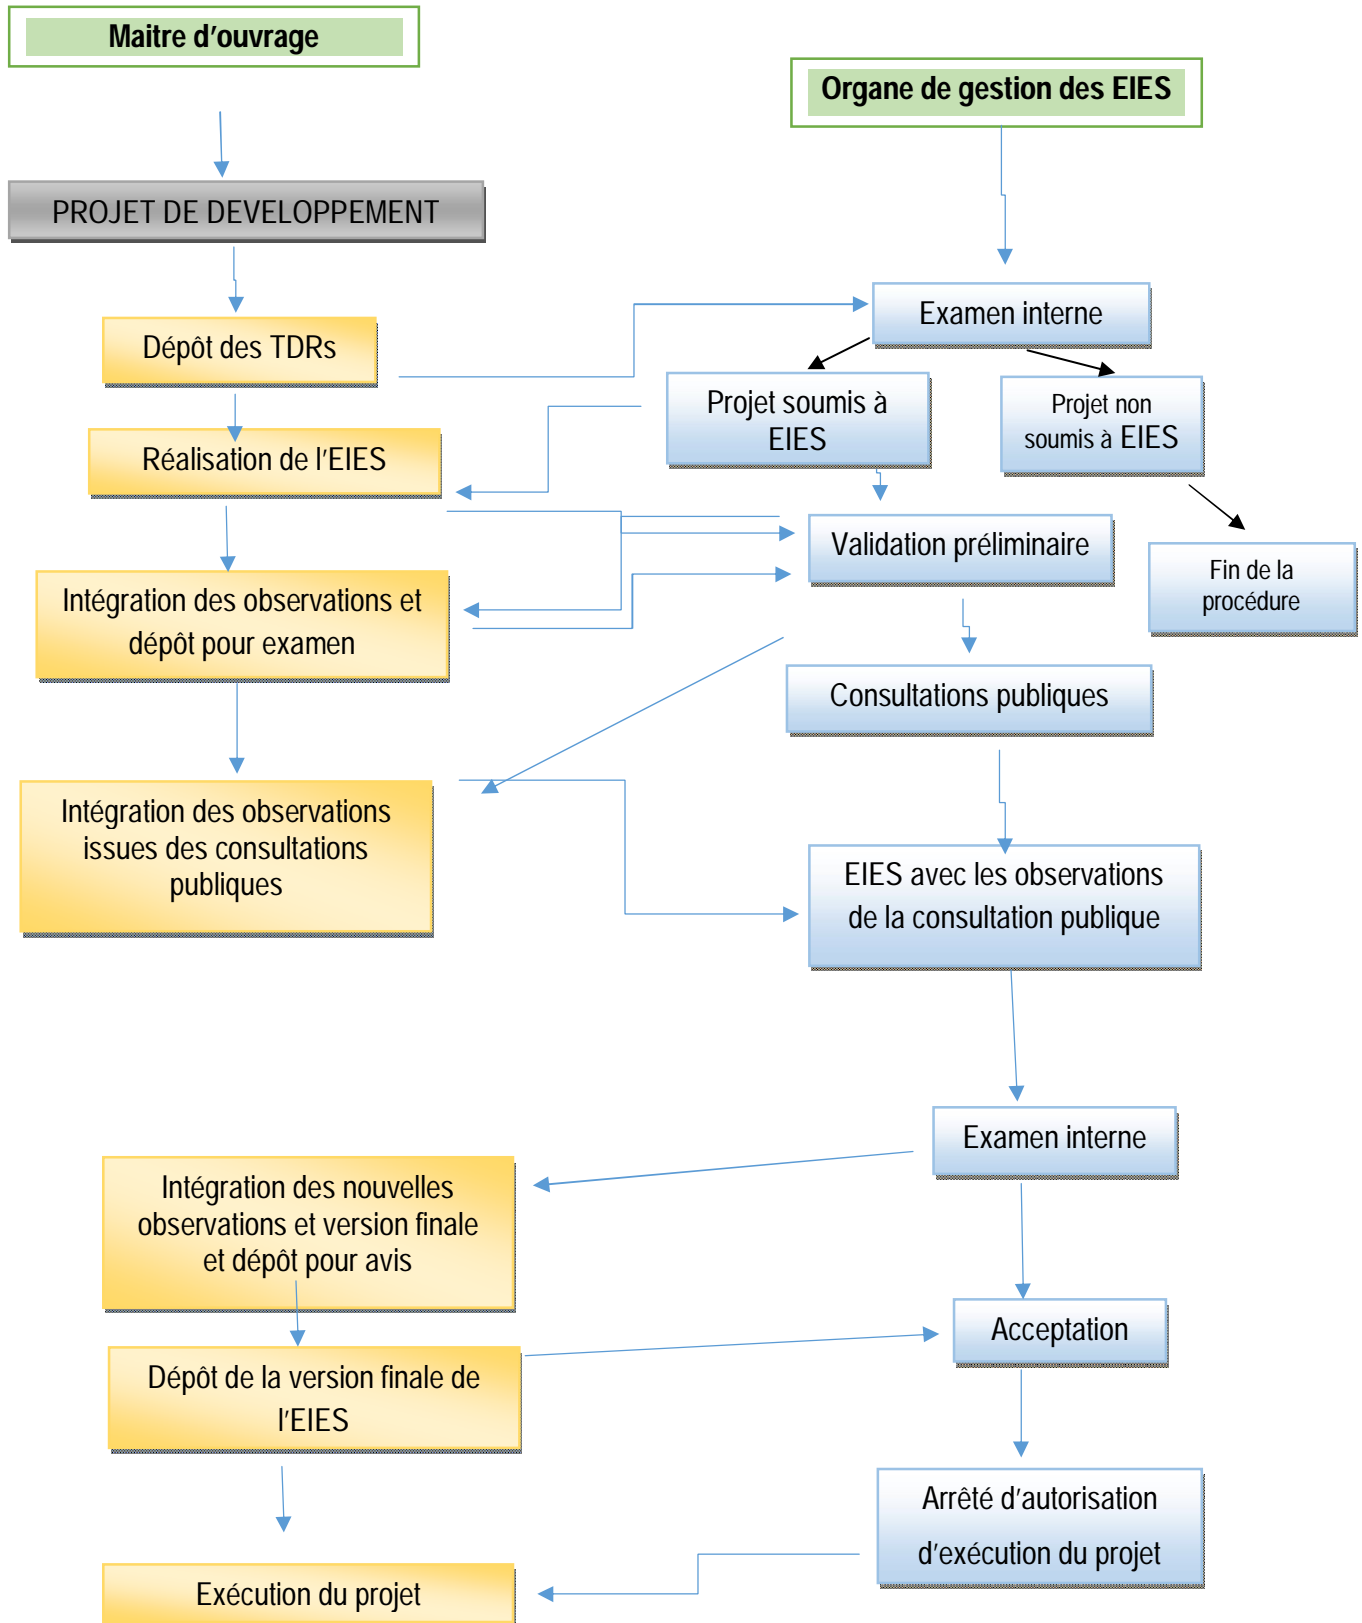 Maitre d'ouvrage
Organe de gestion des EIES
PROJET DE DEVELOPPEMENT
Examen interne
Dépôt des TDRs
Projet soumis à
EIES
Projet non
soumis à EIES
Réalisation de l'EIES
Validation préliminaire
Fin de la
procédure
Intégration des observations et
dépôt pour examen
Consultations publiques
Intégration des observations
issues des consultations
publiques
EIES avec les observations
de la consultation publique
Examen interne
Intégration des nouvelles
observations et version finale
et dépôt pour avis
Acceptation
Dépôt de la version finale de
l'EIES
Arrêté d'autorisation
d'exécution du projet
Exécution du projet